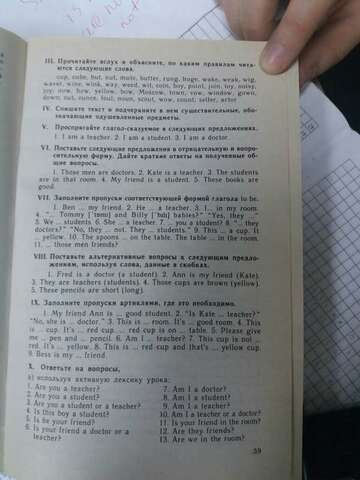 not
III. Прочитайте вслух и объясните, по каким правилам чита-
ются следующие слова.
cup, cube, but, nut, mute, butter, rung, huge, wake, weak, wig,
waver, wine, wink, way, weed, wit, coin, boy, point, join, toy, noisy,
joy, now, how, yellow, bow, Moscow, town, vow, window, gown,
down, out, ounce, foul, noun, scout, wow, count, seller, actor
IV. Спишите текст и подчеркните в нем существительные, обо-
значающие одушевленные предметы.
V. Проспрягайте глагол-сказуемое в следующих предложениях.
1. I am a teacher. 2. I am a student. 3. I am a doctor.
VI. Поставьте следующие предложения в отрицательную и вопро-
сительную форму. Дайте краткие ответы на полученные об-
щие вопросы.
1. These men are doctors. 2. Kate is a teacher. 3. The students
are in that room. 4. My friend is a student. 5. These books are
good.
VII. Заполните пропуски соответствующей формой глагола to be.
1. Ben ... my friend. 2. He ... a teacher. 3. I... in my room.
4. "... Tommy ['tɒmɪ] and Billy ['bɪlɪ] babies?" "Yes, they ..."
5. We ... students. 6. She ... a teacher. 7. ... you a student? 8. "... they
doctors?" "No, they ... not. They ... students." 9. This ... a cup. It
... yellow. 10. The spoons ... on the table. The table ... in the room.
11. ... those men friends?
VIII. Поставьте альтернативные вопросы к следующим предло-
жениям, используя слова, данные в скобках.
1. Fred is a doctor (a student). 2. Ann is my friend (Kate).
3. They are teachers (students). 4. Those cups are brown (yellow).
5. These pencils are short (long).
IX. Заполните пропуски артиклями, где это необходимо.
1. My friend Ann is ... good student. 2. "Is Kate ... teacher?"
"No, she is ... doctor." 3. This is ... room. It's ... good room. 4. This
is ... cup. It's ... red cup. ... red cup is on ... table. 5. Please give
me ... pen and ... pencil. 6. Am I ... teacher? 7. This cup is not ...
red. It's ... yellow. 8. This is ... red cup and that's ... yellow cup.
9. Bess is my ... friend.
X. Ответьте на вопросы,
а) используя активную лексику урока:
1. Are you a teacher?
2. Are you a student?
3. Are you a student or a teacher?
4. Is this boy a student?
5. Is he your friend?
6. Is your friend a doctor or a
teacher?
7. Am I a doctor?
8. Am I a student?
9. Am I a teacher?
10. Am I a teacher or a doctor?
11. Is your friend in the room?
12. Are they friends?
13. Are we in the room?
59